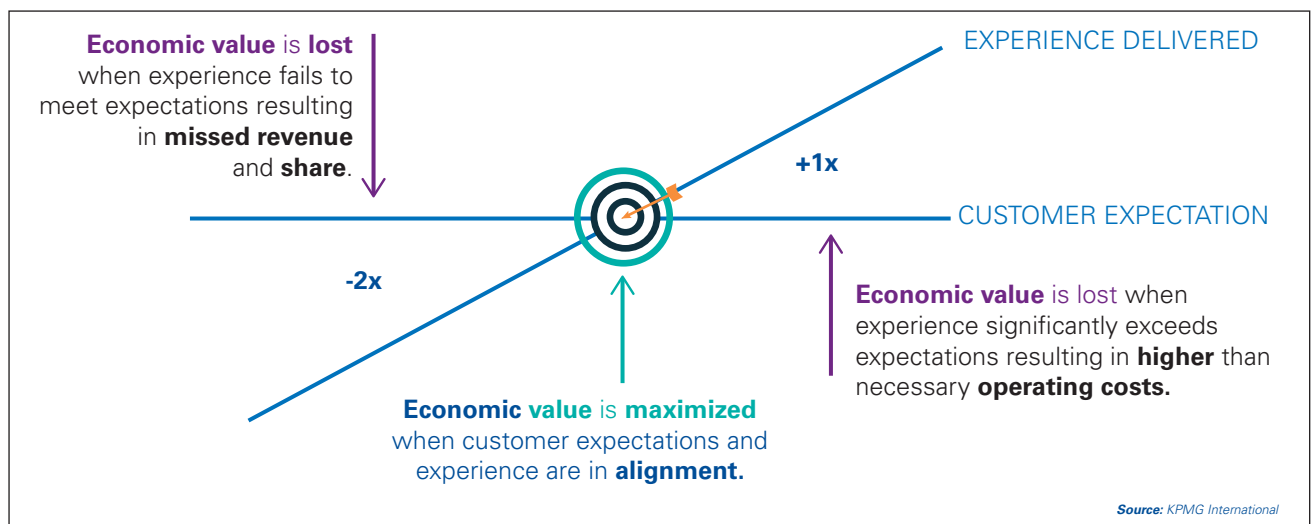 Economic value is lost
when experience fails to
meet expectations resulting
in missed revenue
and share.
EXPERIENCE DELIVERED
+1x
CUSTOMER EXPECTATION
-2x
Economic value is lost when
experience significantly exceeds
expectations resulting in higher than
necessary operating costs.
Economic value is maximized
when customer expectations and
experience are in alignment.
Source: KPMG International